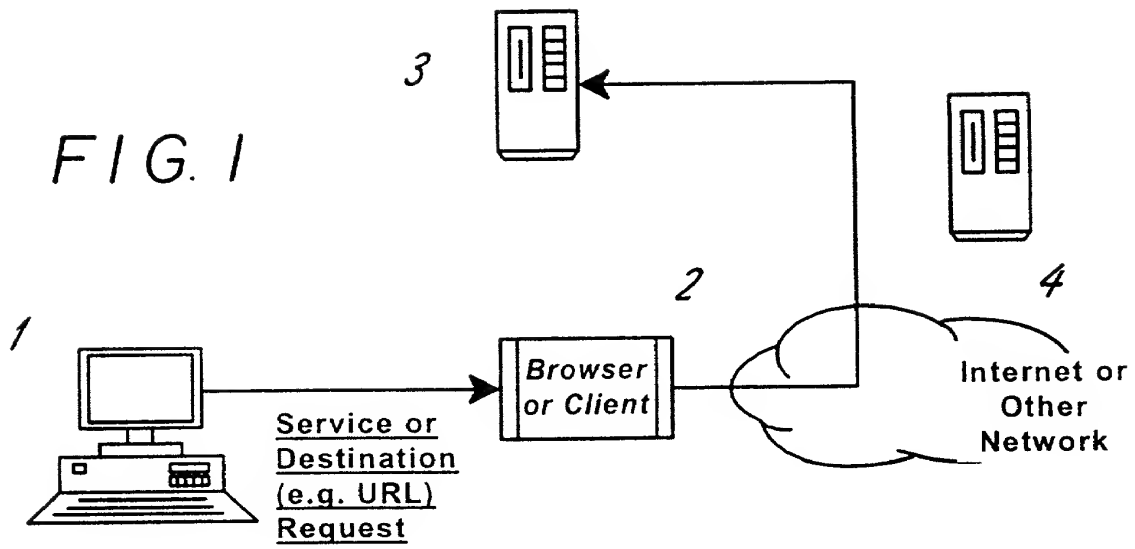 3
FIG. 1
2
4
1
Browser
or Client
Internet or
Other
Network
Service or
Destination
(e.g. URL)
Request